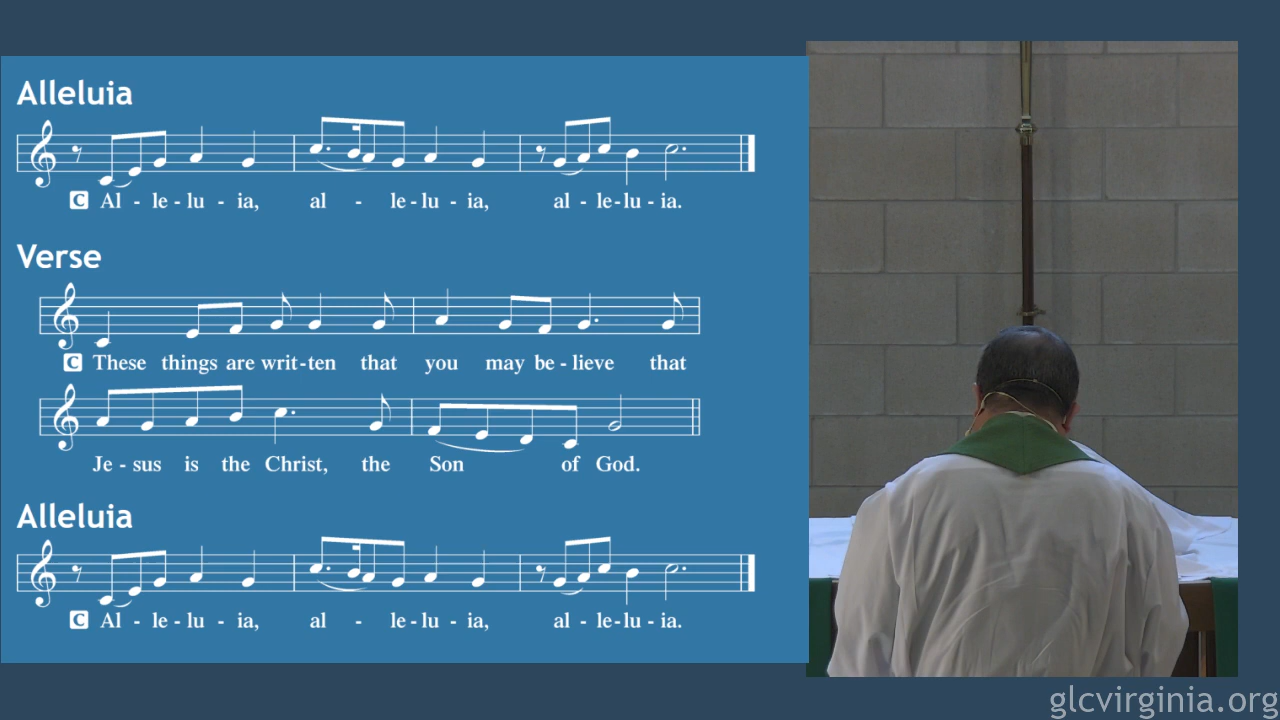 Alleluia
C Al - le - lu - ia, al - le - lu - ia, al - le - lu - ia.
Verse
C These things are writ - ten that you may be - lieve that
Je - sus is the Christ, the Son of God.
Alleluia
C Al - le - lu - ia, al - le - lu - ia, al - le - lu - ia.
glcvirginia.org